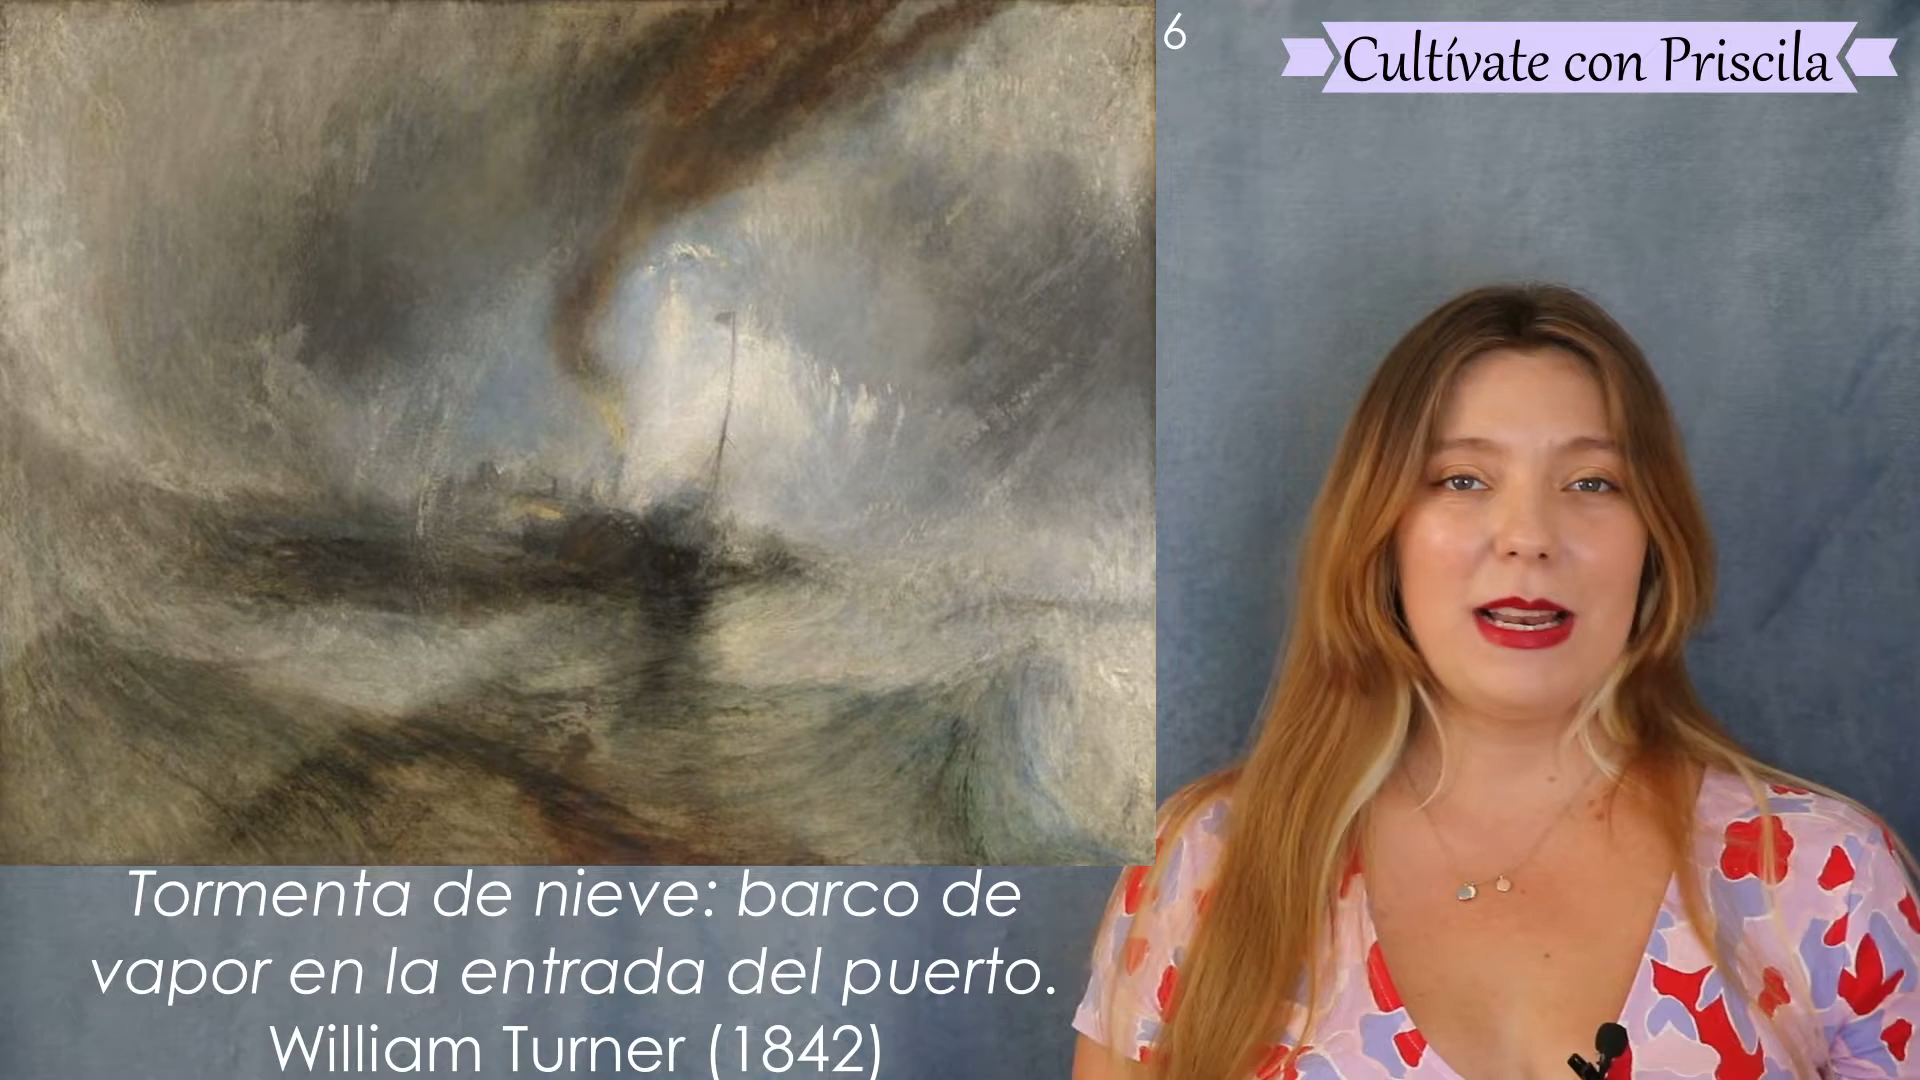 6
Cultívate con Priscila
Tormenta de nieve: barco de
vapor en la entrada del puerto.
William Turner (1842)